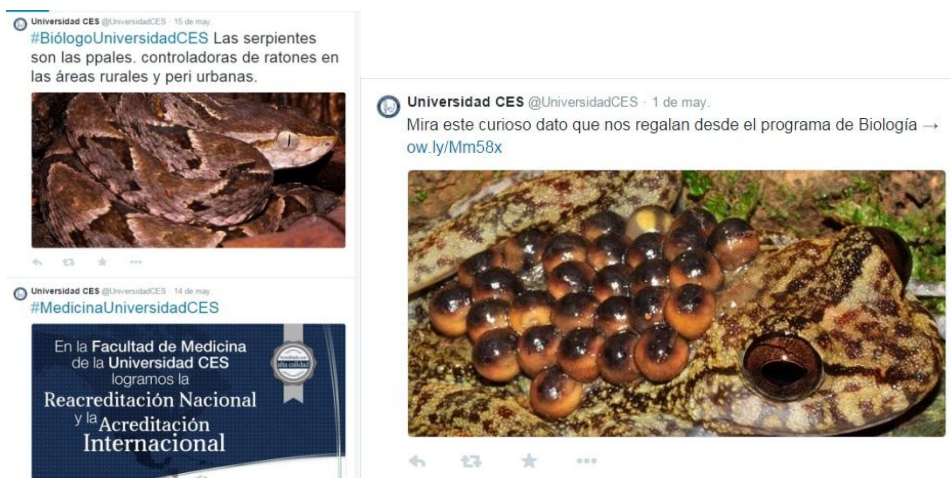 Universidad CES @UniversidadCES · 15 de may.
#BiólogoUniversidadCES Las serpientes
son las ppales. controladoras de ratones en
las áreas rurales y peri urbanas.
Universidad CES @UniversidadCES · 14 de may.
#MedicinaUniversidadCES
En la Facultad de Medicina
de la Universidad CES
logramos la
Reacreditación Nacional
y la Acreditación
Internacional
alta calidad
Universidad CES @UniversidadCES · 1 de may.
Mira este curioso dato que nos regalan desde el programa de Biología →
ow.ly/Mm58x